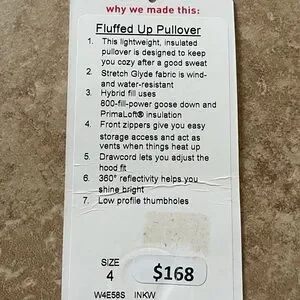 why we made this:
Fluffed Up Pullover
1. This lightweight, insulated
pullover is designed to keep
you cozy after a good sweat
2. Stretch Glyde fabric is wind-
and water-resistant
3. Hybrid fill uses
800-fill-power goose down and
PrimaLoft® insulation
4. Front zippers give you easy
storage access and act as
vents when things heat up
5. Drawcord lets you adjust the
hood fit
6. 360° reflectivity helps you
shine bright
7. Low profile thumbholes
SIZE
4
$168
W4E58S INKW